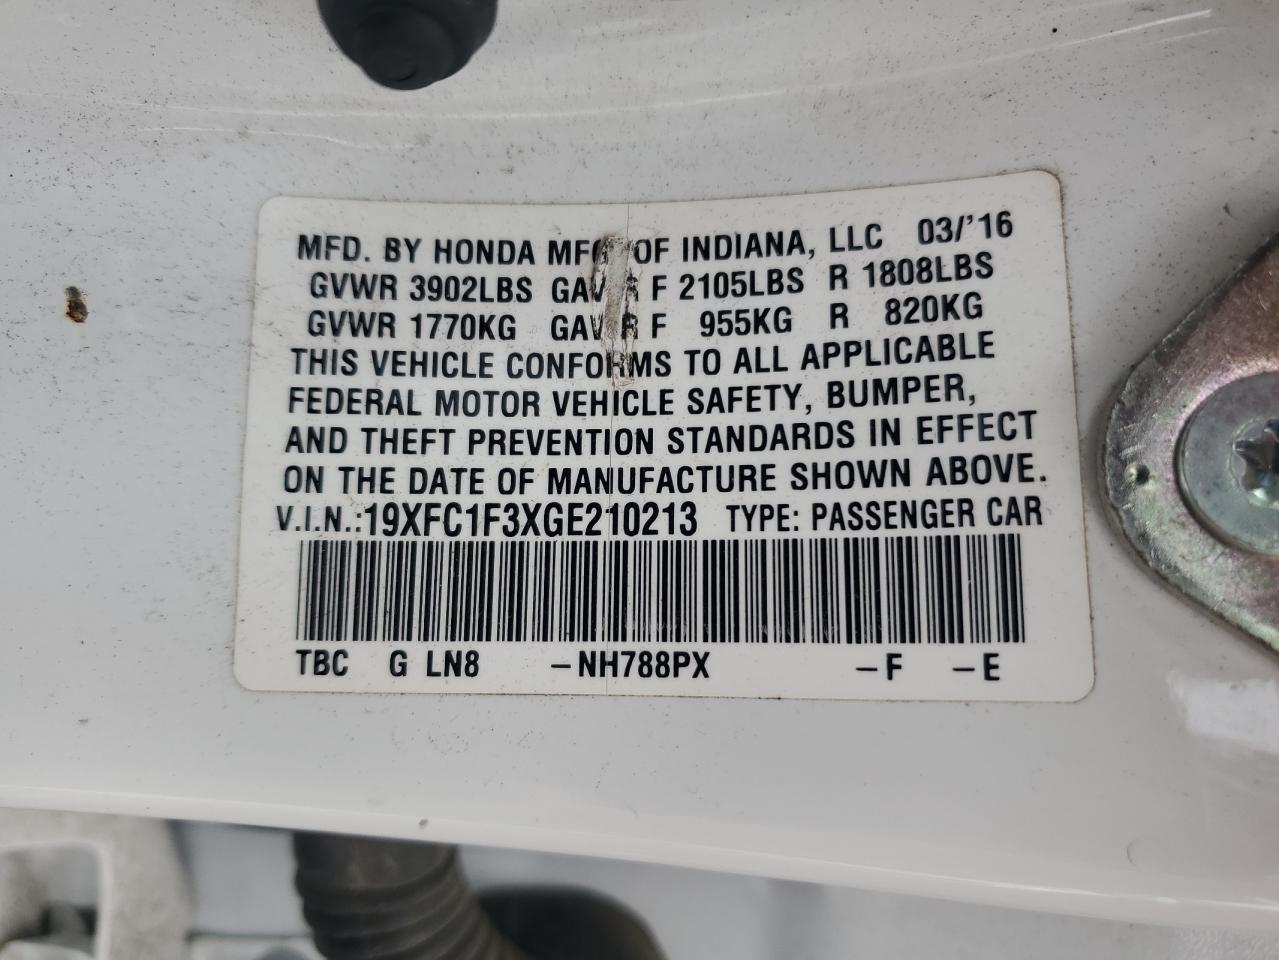 MFD. BY HONDA MFG OF INDIANA, LLC 03/'16
GVWR 3902LBS GAWR F 2105LBS R 1808LBS
GVWR 1770KG GAWR F 955KG R 820KG
THIS VEHICLE CONFORMS TO ALL APPLICABLE
FEDERAL MOTOR VEHICLE SAFETY, BUMPER,
AND THEFT PREVENTION STANDARDS IN EFFECT
ON THE DATE OF MANUFACTURE SHOWN ABOVE.
V.I.N.:19XFC1F3XGE210213 TYPE: PASSENGER CAR
TBC G LN8 –NH788PX –F –E